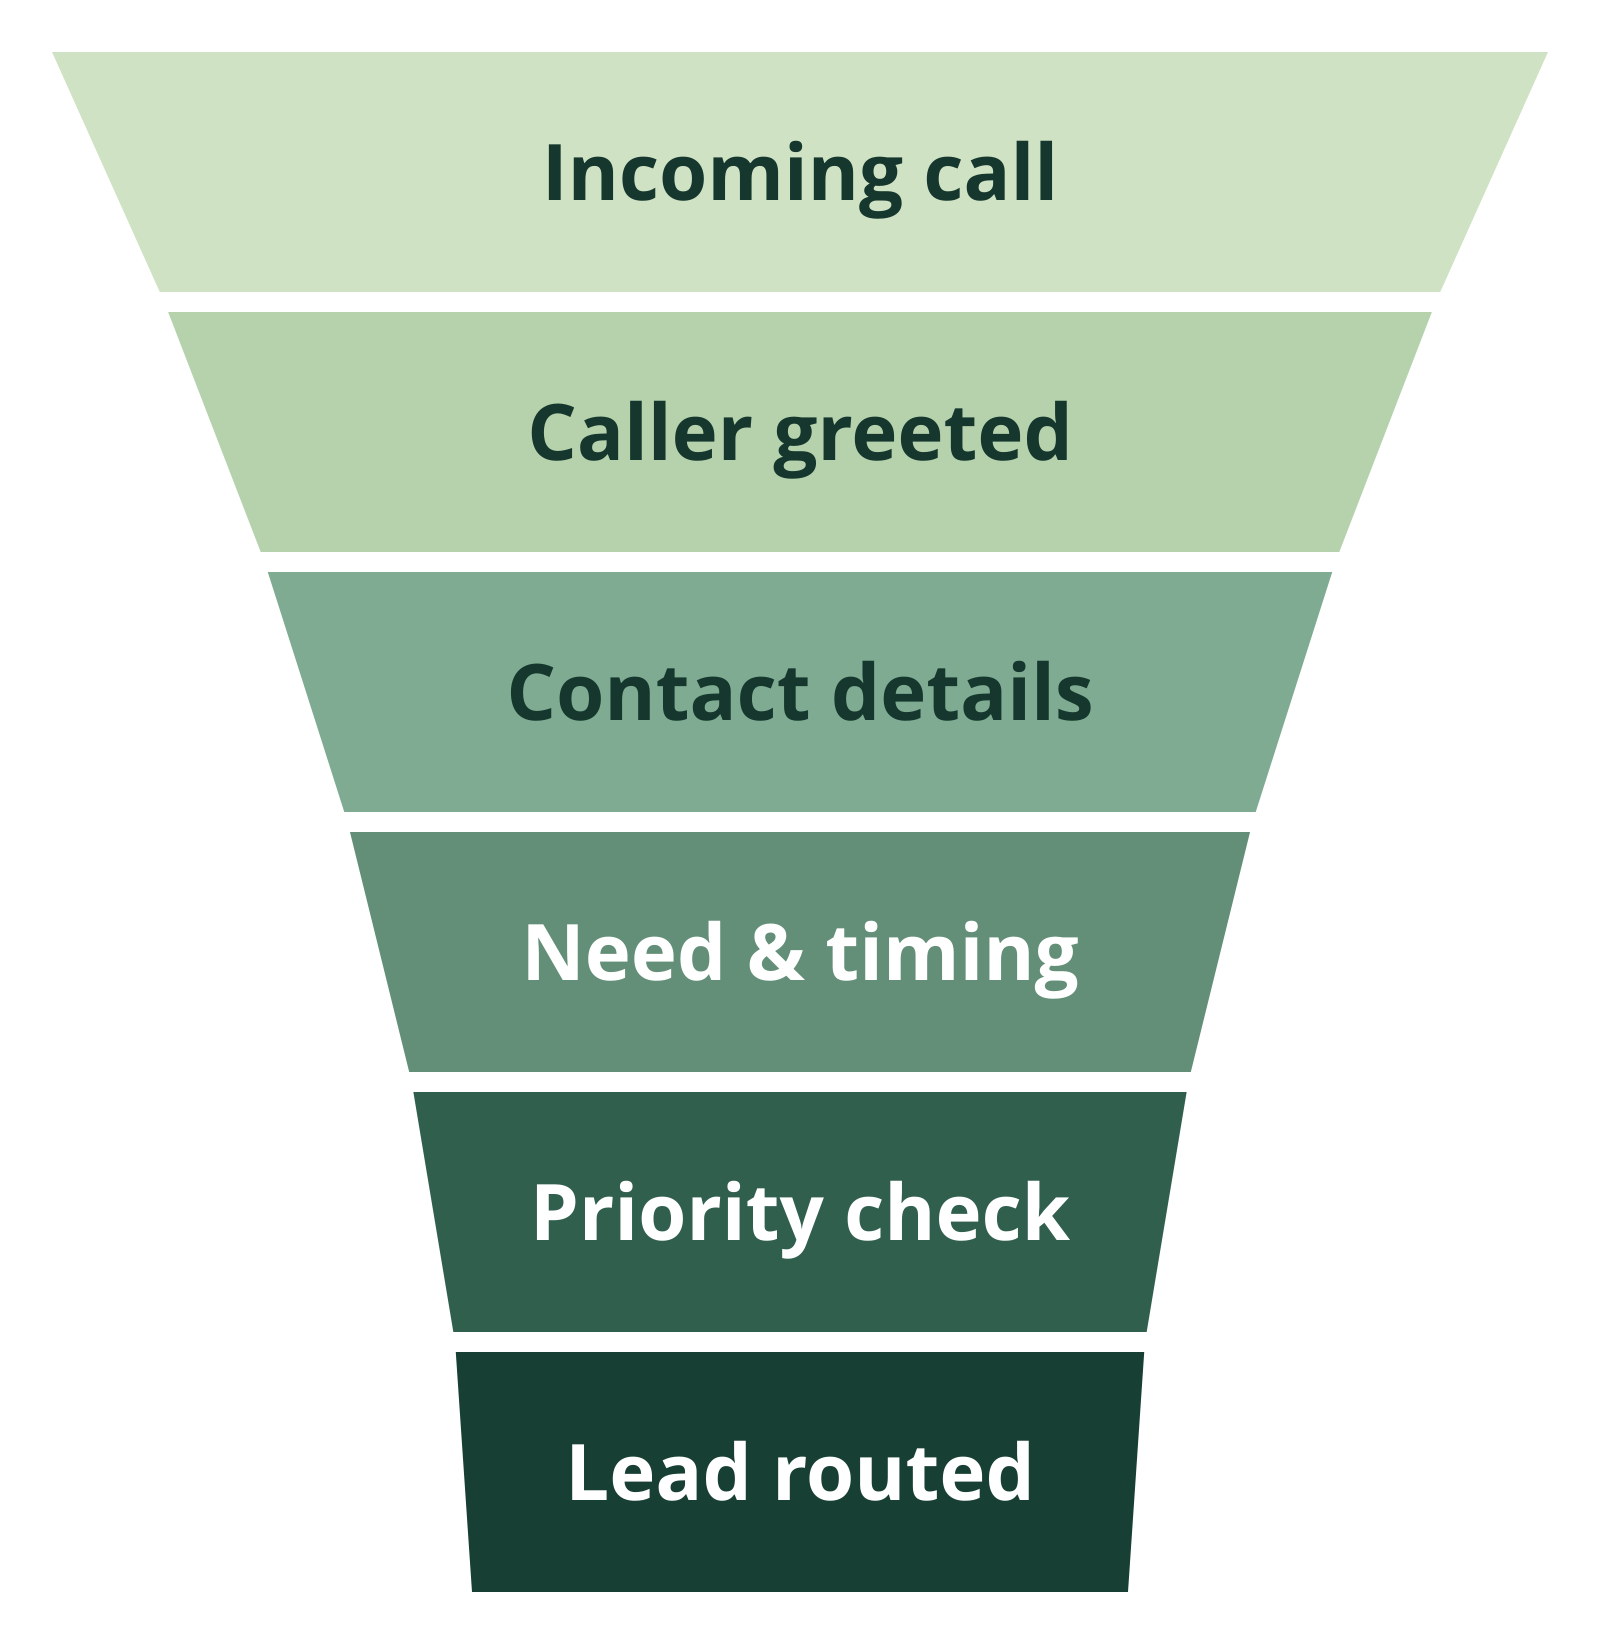 Incoming call
Caller greeted
Contact details
Need & timing
Priority check
Lead routed